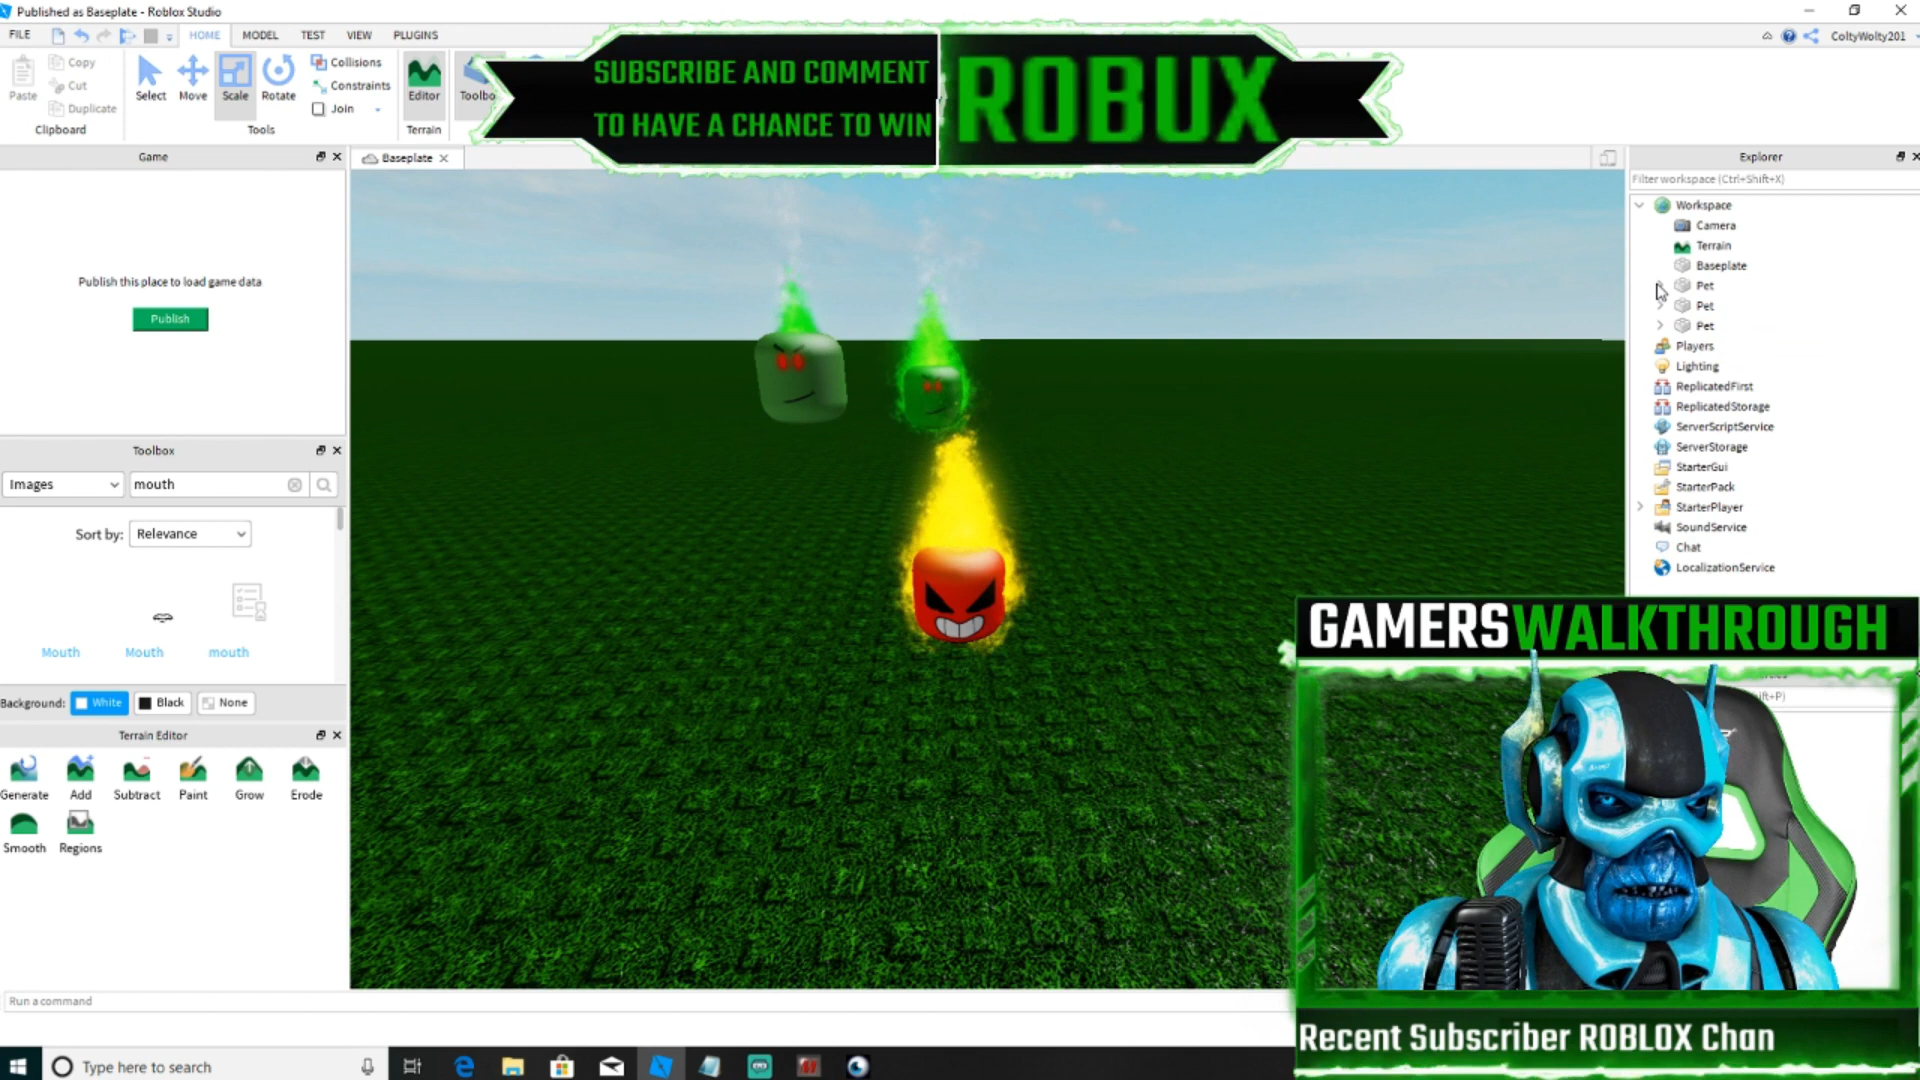 Published as Baseplate - Roblox Studio
FILE HOME MODEL TEST VIEW PLUGINS
ColtyWolty201
Paste Copy Cut Duplicate
Clipboard
Select Move Scale Rotate
Collisions
Constraints
Join
Tools
Editor
Terrain
Toolbo
SUBSCRIBE AND COMMENT
TO HAVE A CHANCE TO WIN
ROBUX
Game
Publish this place to load game data
Publish
Toolbox
Images mouth
Sort by: Relevance
Mouth Mouth mouth
Background: White Black None
Terrain Editor
Generate Add Subtract Paint Grow Erode
Smooth Regions
Run a command
Baseplate
Explorer
Filter workspace (Ctrl+Shift+X)
Workspace
Camera
Terrain
Baseplate
Pet
Pet
Pet
Players
Lighting
ReplicatedFirst
ReplicatedStorage
ServerScriptService
ServerStorage
StarterGui
StarterPack
StarterPlayer
SoundService
Chat
LocalizationService
GAMERSWALKTHROUGH
ift+P)
Recent Subscriber ROBLOX Chan
Type here to search